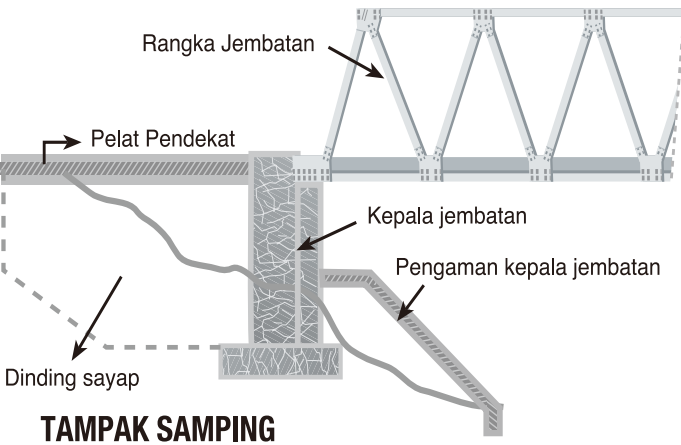 Rangka Jembatan
Pelat Pendekat
Kepala jembatan
Pengaman kepala jembatan
Dinding sayap
TAMPAK SAMPING